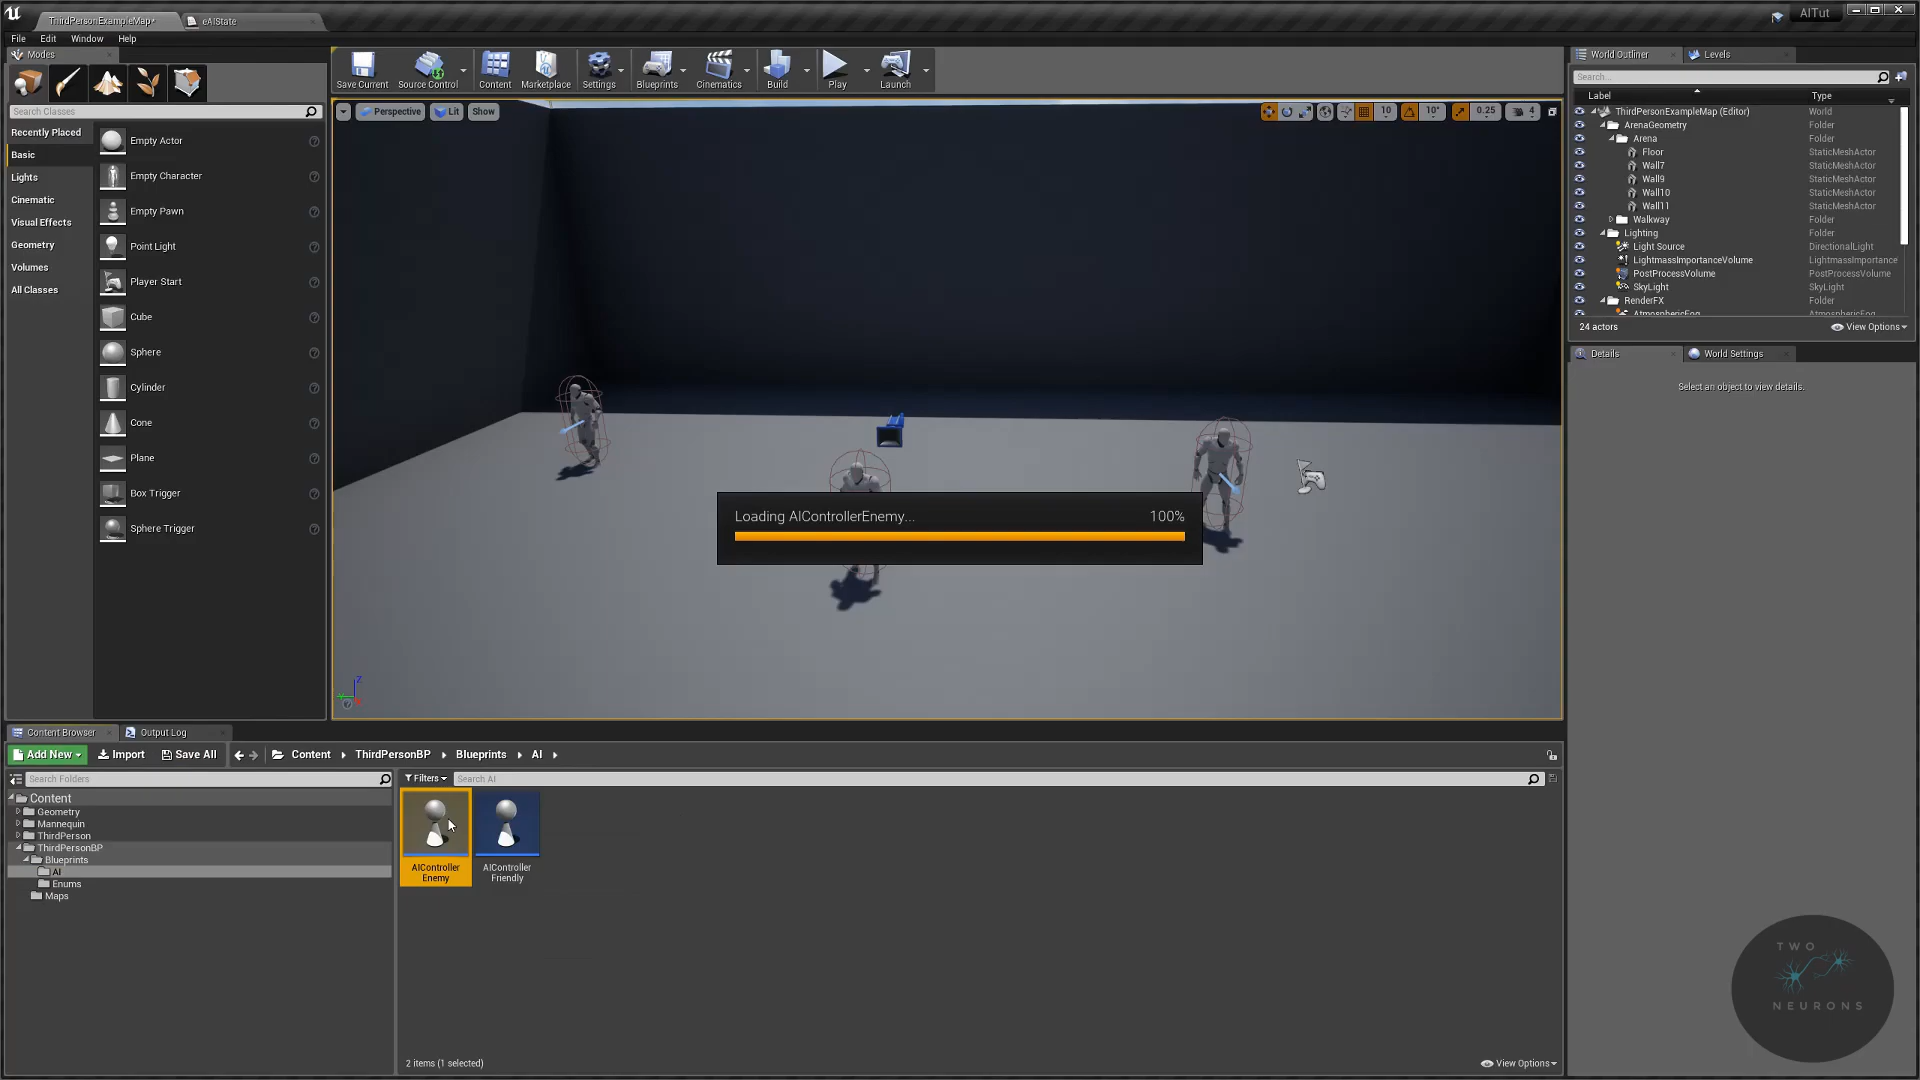 ThirdPersonExampleMap*
eAIState
AITut
File Edit Window Help
Modes
Save Current
Source Control
Content
Marketplace
Settings
Blueprints
Cinematics
Build
Play
Launch
Search Classes
Recently Placed
Basic
Lights
Cinematic
Visual Effects
Geometry
Volumes
All Classes
Empty Actor
Empty Character
Empty Pawn
Point Light
Player Start
Cube
Sphere
Cylinder
Cone
Plane
Box Trigger
Sphere Trigger
Perspective
Lit
Show
10
10°
0.25
4
Z
Loading AIControllerEnemy... 100%
World Outliner
Levels
Search...
Label Type
ThirdPersonExampleMap (Editor) World
ArenaGeometry Folder
Arena Folder
Floor StaticMeshActor
Wall7 StaticMeshActor
Wall9 StaticMeshActor
Wall10 StaticMeshActor
Wall11 StaticMeshActor
Walkway Folder
Lighting Folder
Light Source DirectionalLight
LightmassImportanceVolume LightmassImportance
PostProcessVolume PostProcessVolume
SkyLight SkyLight
RenderFX Folder
24 actors
View Options
Details
World Settings
Select an object to view details.
Content Browser
Output Log
Add New
Import
Save All
Content
ThirdPersonBP
Blueprints
AI
Search Folders
Filters
Search AI
Content
Geometry
Mannequin
ThirdPerson
ThirdPersonBP
Blueprints
AI
Enums
Maps
AIController
Enemy
AIController
Friendly
2 items (1 selected)
View Options
TWO
NEURONS